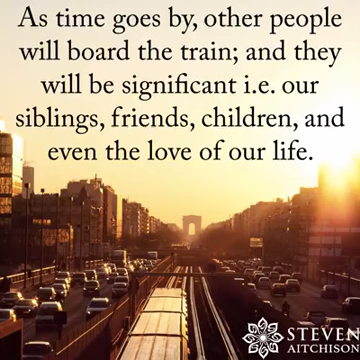 As time goes by, other people
will board the train; and they
will be significant i.e. our
siblings, friends, children, and
even the love of our life.
STEVEN
AITCHISON